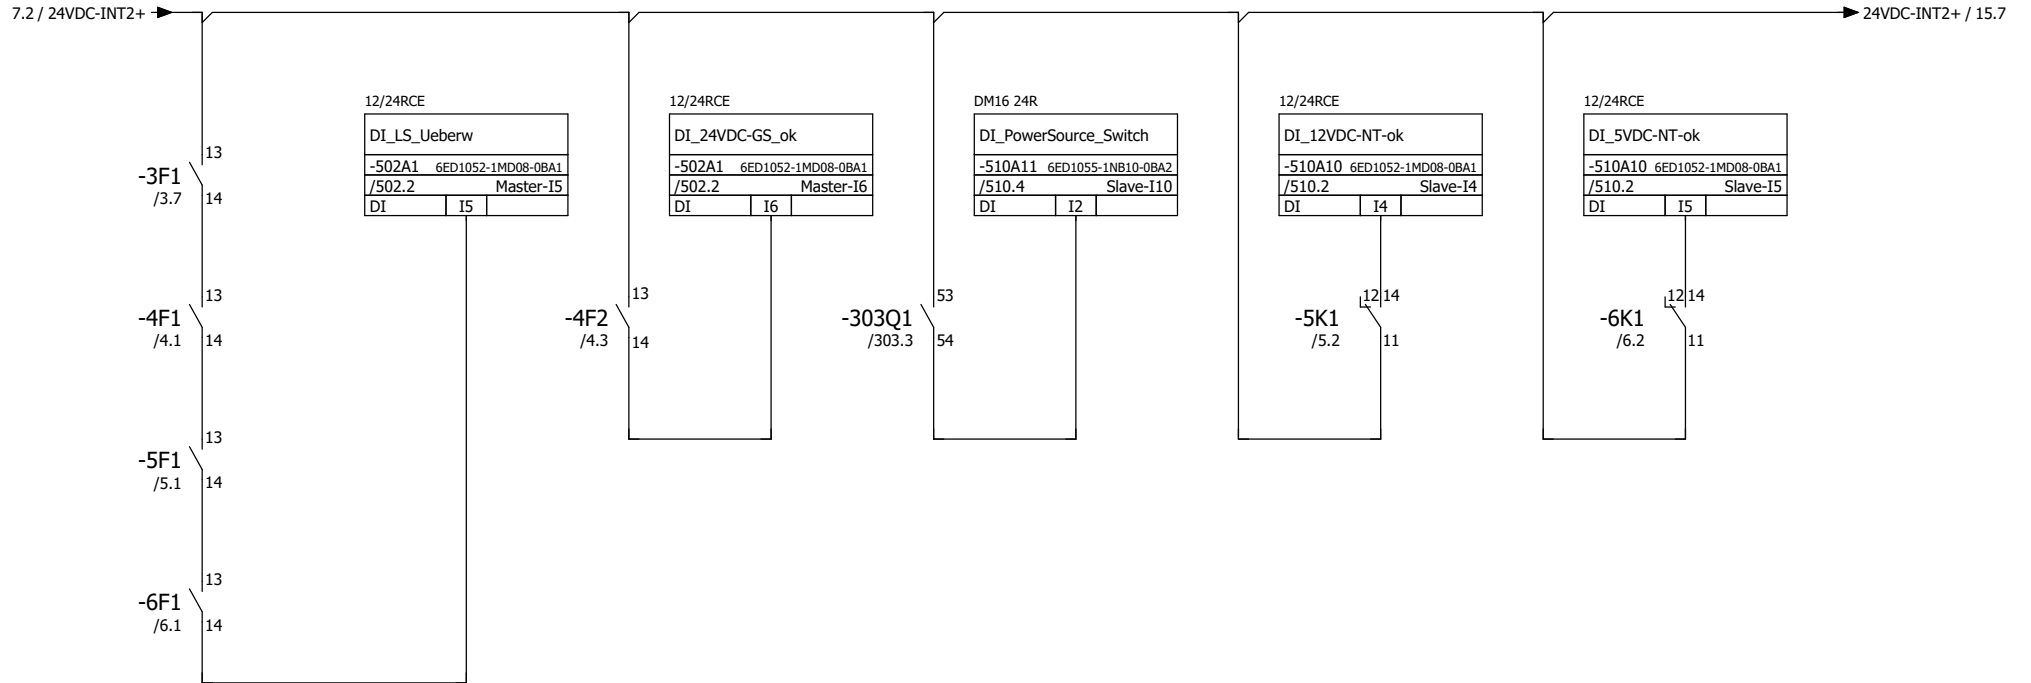 7.2 / 24VDC-INT2+
24VDC-INT2+ / 15.7
12/24RCE
DI_LS_Ueberw
-502A1 6ED1052-1MD08-0BA1
/502.2 Master-I5
DI I5
12/24RCE
DI_24VDC-GS_ok
-502A1 6ED1052-1MD08-0BA1
/502.2 Master-I6
DI I6
DM16 24R
DI_PowerSource_Switch
-510A11 6ED1055-1NB10-0BA2
/510.4 Slave-I10
DI I2
12/24RCE
DI_12VDC-NT-ok
-510A10 6ED1052-1MD08-0BA1
/510.2 Slave-I4
DI I4
12/24RCE
DI_5VDC-NT-ok
-510A10 6ED1052-1MD08-0BA1
/510.2 Slave-I5
DI I5
13
-3F1
/3.7 14
13
-4F1
/4.1 14
13
-5F1
/5.1 14
13
-6F1
/6.1 14
13
-4F2
/4.3 14
53
-303Q1
/303.3 54
12 14
-5K1
/5.2 11
12 14
-6K1
/6.2 11